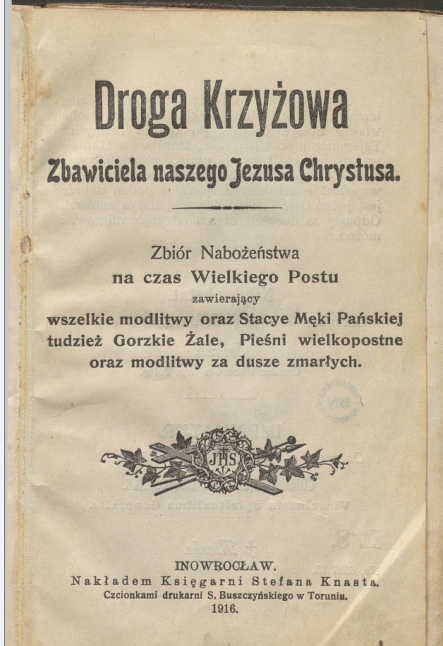 Droga Krzyżowa
Zbawiciela naszego Jezusa Chrystusa.
Zbiór Nabożeństwa
na czas Wielkiego Postu
zawierający
wszelkie modlitwy oraz Stacye Męki Pańskiej
tudzież Gorzkie Żale, Pieśni wielkopostne
oraz modlitwy za dusze zmarłych.
JHS
INOWROCŁAW.
Nakładem Księgarni Stefana Knasta.
Czcionkami drukarni S. Buszczyńskiego w Toruniu.
1916.